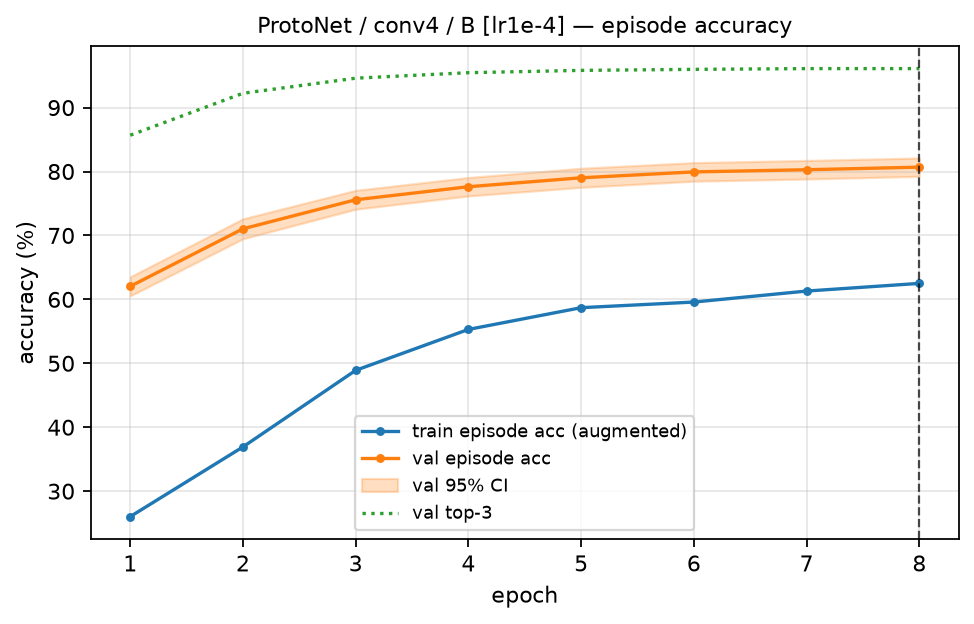 ProtoNet / conv4 / B [lr1e-4] — episode accuracy
accuracy (%)
90
80
70
60
50
40
30
train episode acc (augmented)
val episode acc
val 95% CI
val top-3
1 2 3 4 5 6 7 8
epoch